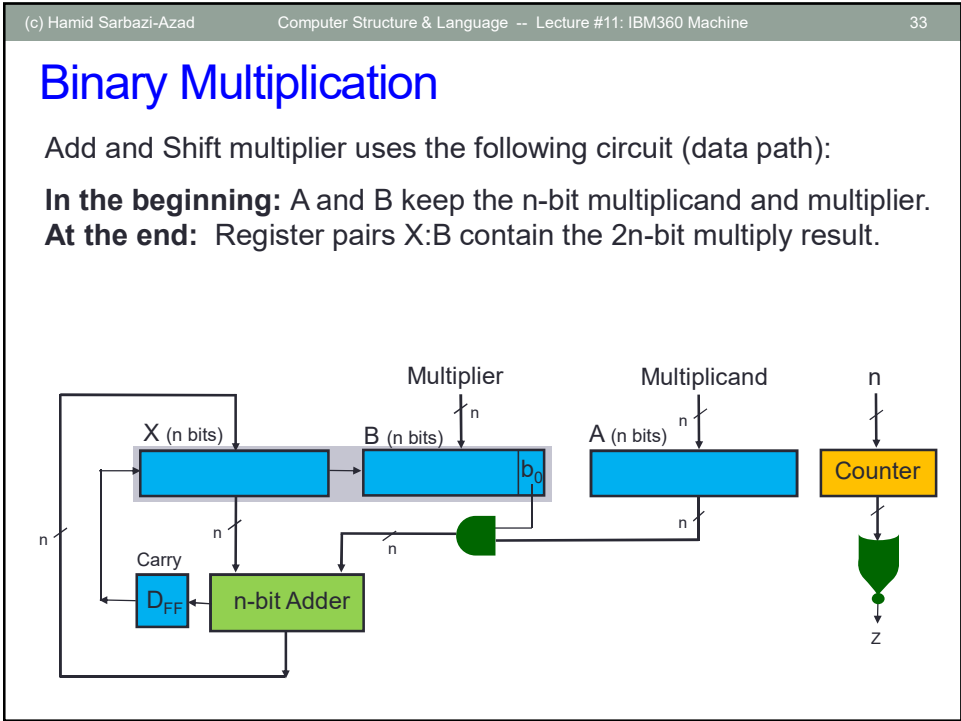 (c) Hamid Sarbazi-Azad Computer Structure & Language -- Lecture #11: IBM360 Machine 33
Binary Multiplication
Add and Shift multiplier uses the following circuit (data path):
In the beginning: A and B keep the n-bit multiplicand and multiplier.
At the end: Register pairs X:B contain the 2n-bit multiply result.
Multiplier Multiplicand n
n n
X (n bits) B (n bits) A (n bits)
b0 Counter
n n n n
Carry
DFF n-bit Adder
Z